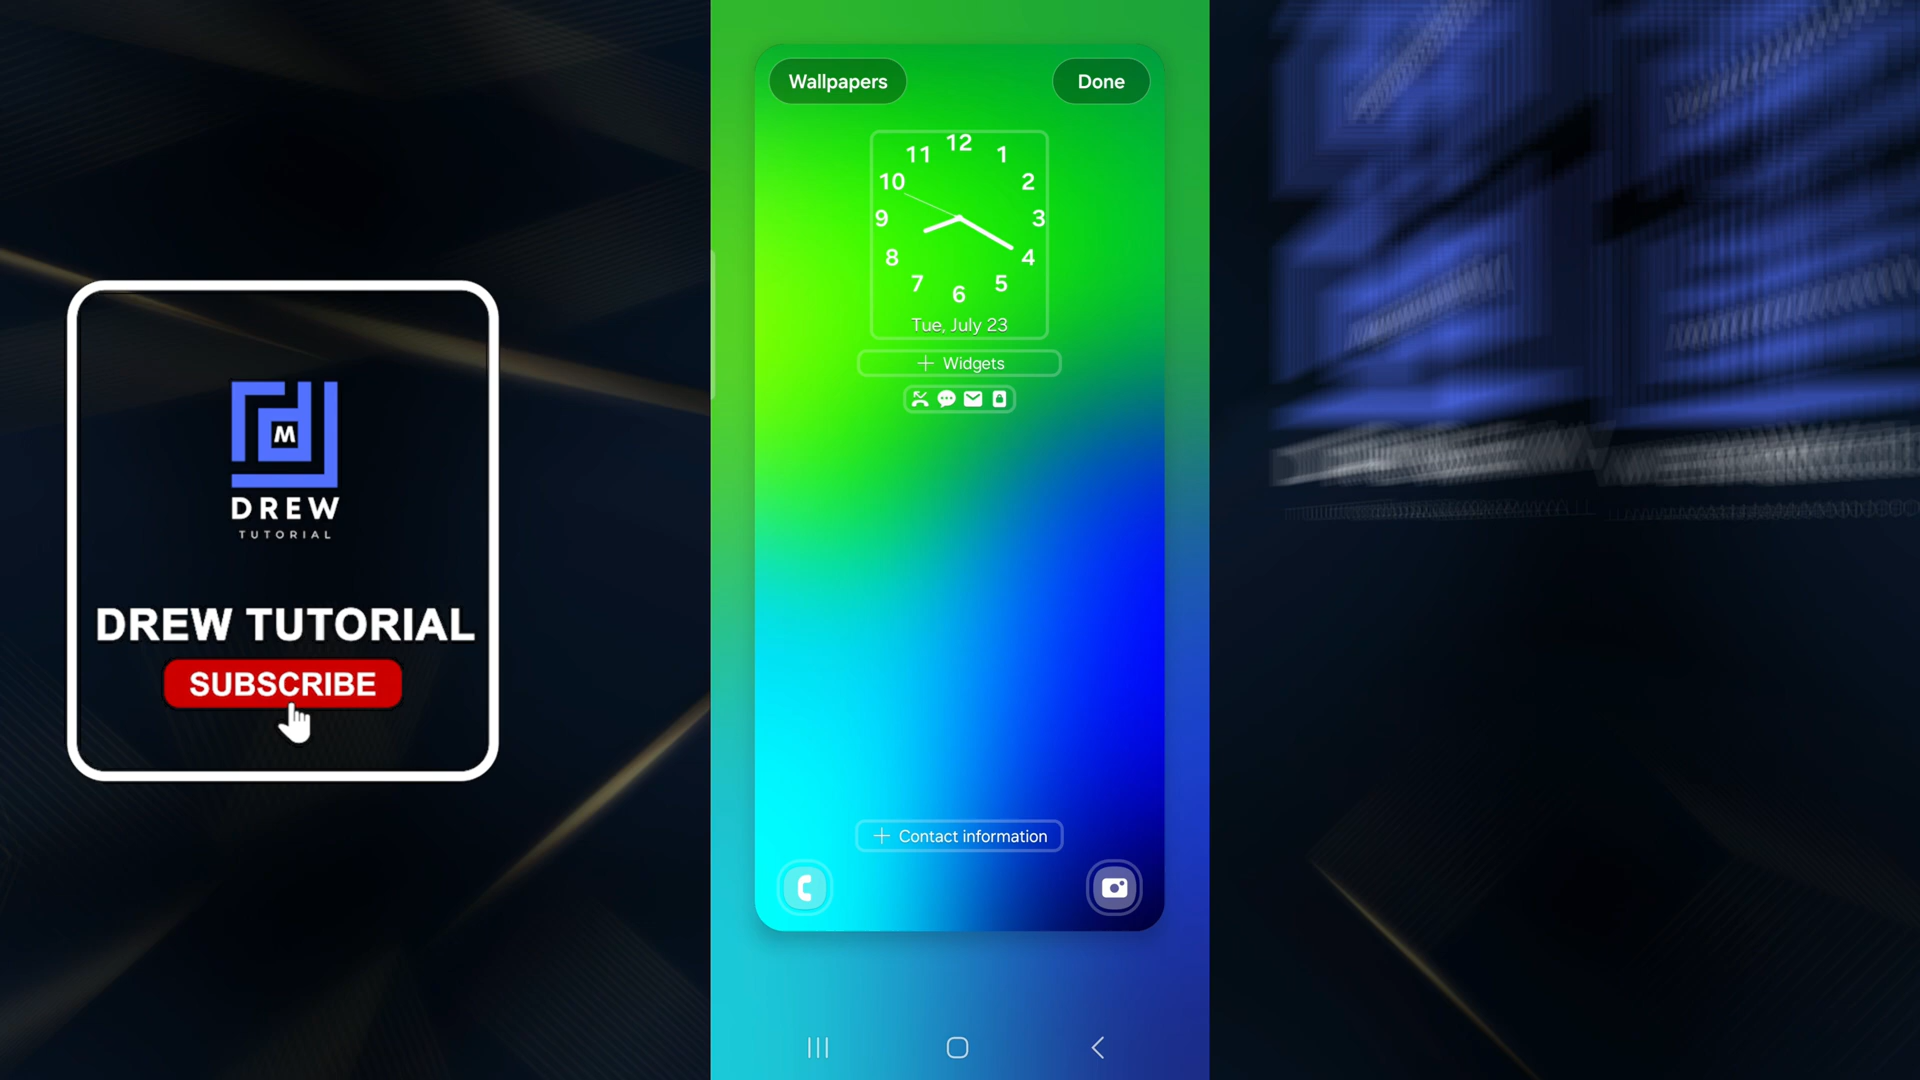 M
DREW
TUTORIAL
DREW TUTORIAL
SUBSCRIBE
Wallpapers
Done
12
11
1
10
2
9
3
8
4
7
5
6
Tue, July 23
+ Widgets
+ Contact information